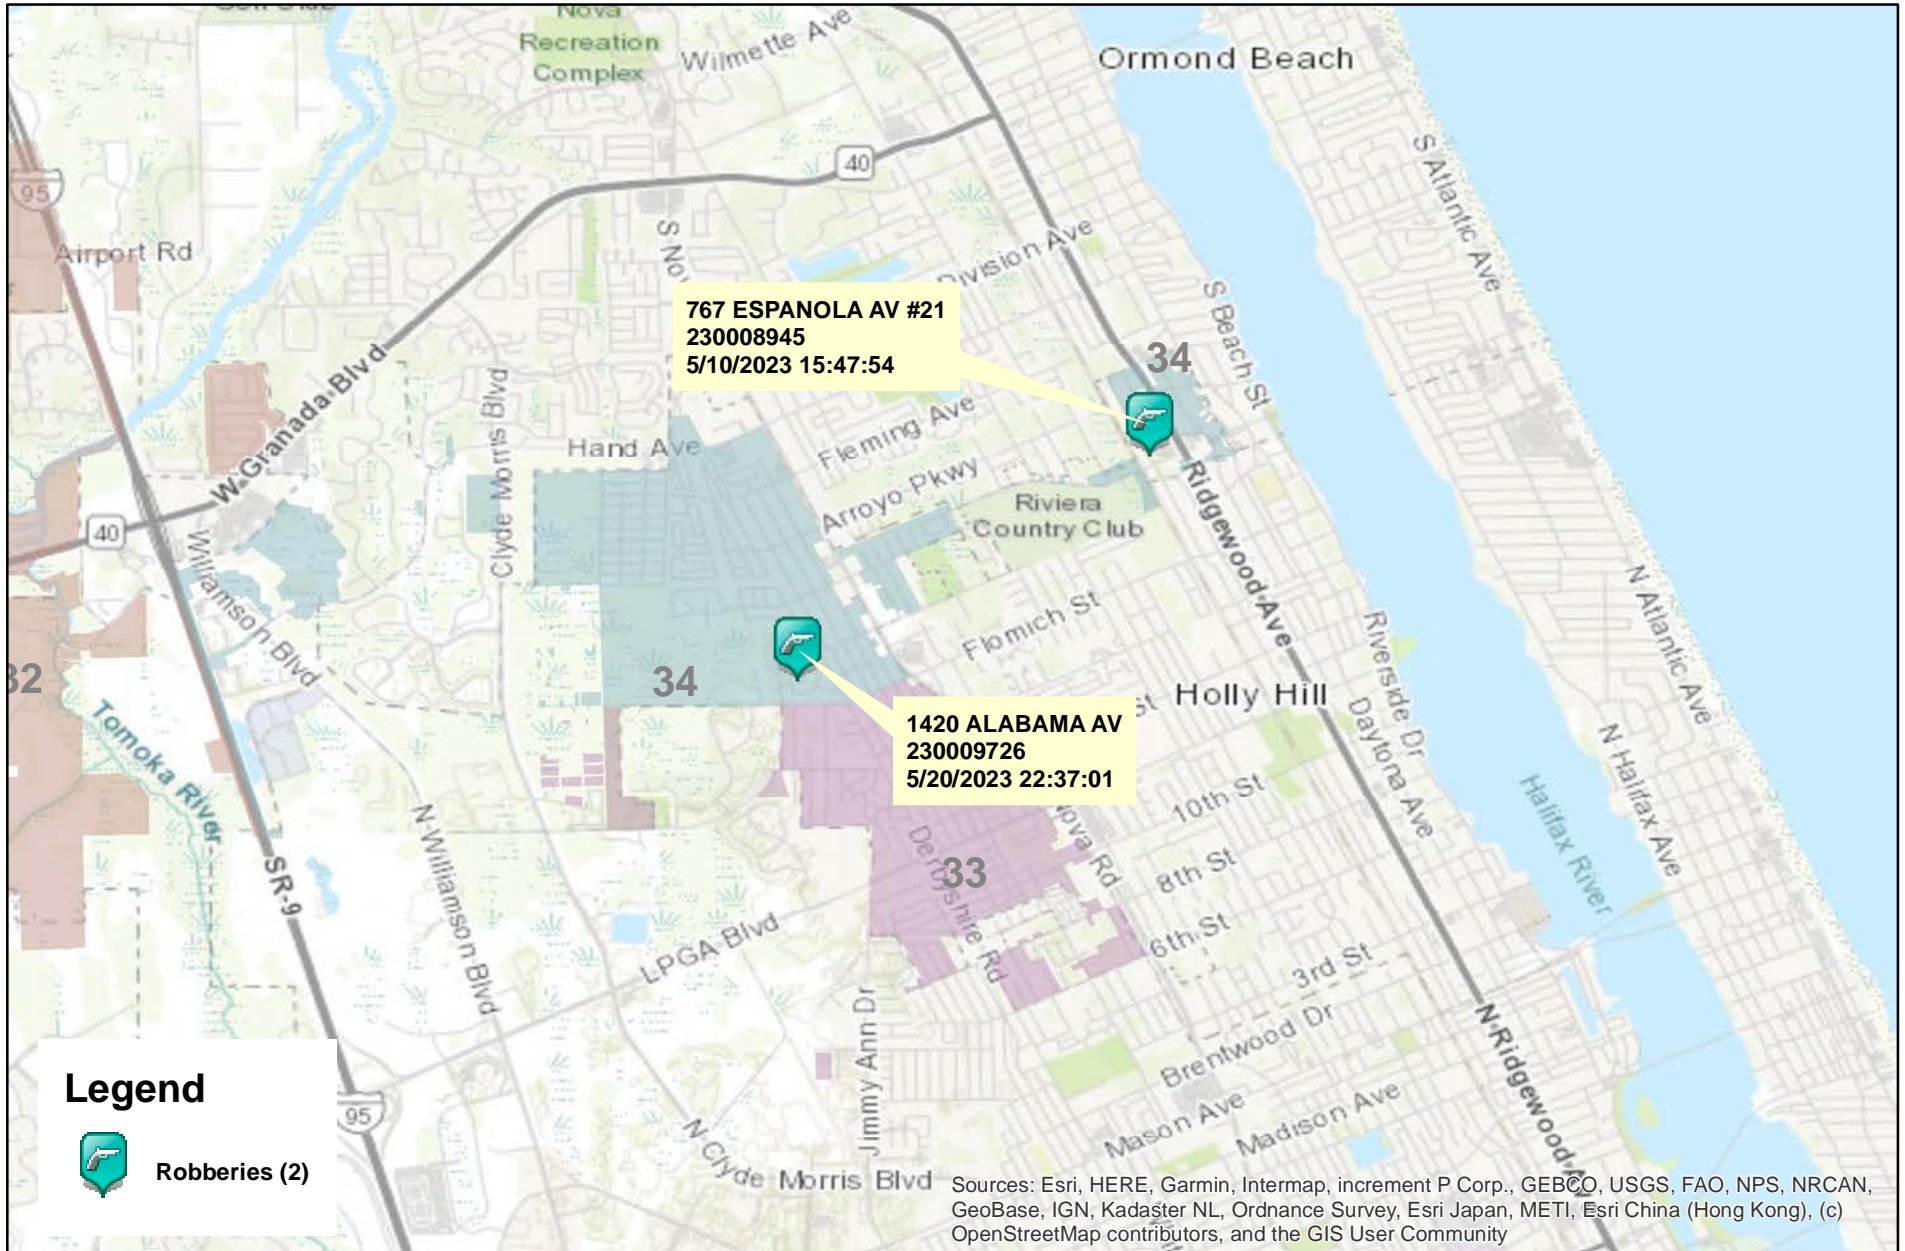 Nova
Recreation
Complex
Wilmette Ave
Ormond Beach
40
95
S Atlantic Ave
Airport Rd
Division Ave
767 ESPANOLA AV #21
230008945
5/10/2023 15:47:54
S Beach St
34
W Granada Blvd
Clyde Morris Blvd
Hand Ave
Fleming Ave
Arroyo Pkwy
Riviera
Country Club
Ridgewood Ave
40
Williamson Blvd
Flomich St
N Atlantic Ave
34
Holly Hill
Riverside Dr
Daytona Ave
Tomoka River
1420 ALABAMA AV
230009726
5/20/2023 22:37:01
St
N Halifax Ave
Halifax River
10th St
Nova Rd
N Williamson Blvd
SR-9
Derbyshire Rd
33
8th St
6th St
LPGA Blvd
3rd St
Jimmy Ann Dr
Brentwood Dr
N Ridgewood Av
Mason Ave
Madison Ave
95
N Clyde Morris Blvd
Legend
Robberies (2)
Sources: Esri, HERE, Garmin, Intermap, increment P Corp., GEBCO, USGS, FAO, NPS, NRCAN,
GeoBase, IGN, Kadaster NL, Ordnance Survey, Esri Japan, METI, Esri China (Hong Kong), (c)
OpenStreetMap contributors, and the GIS User Community